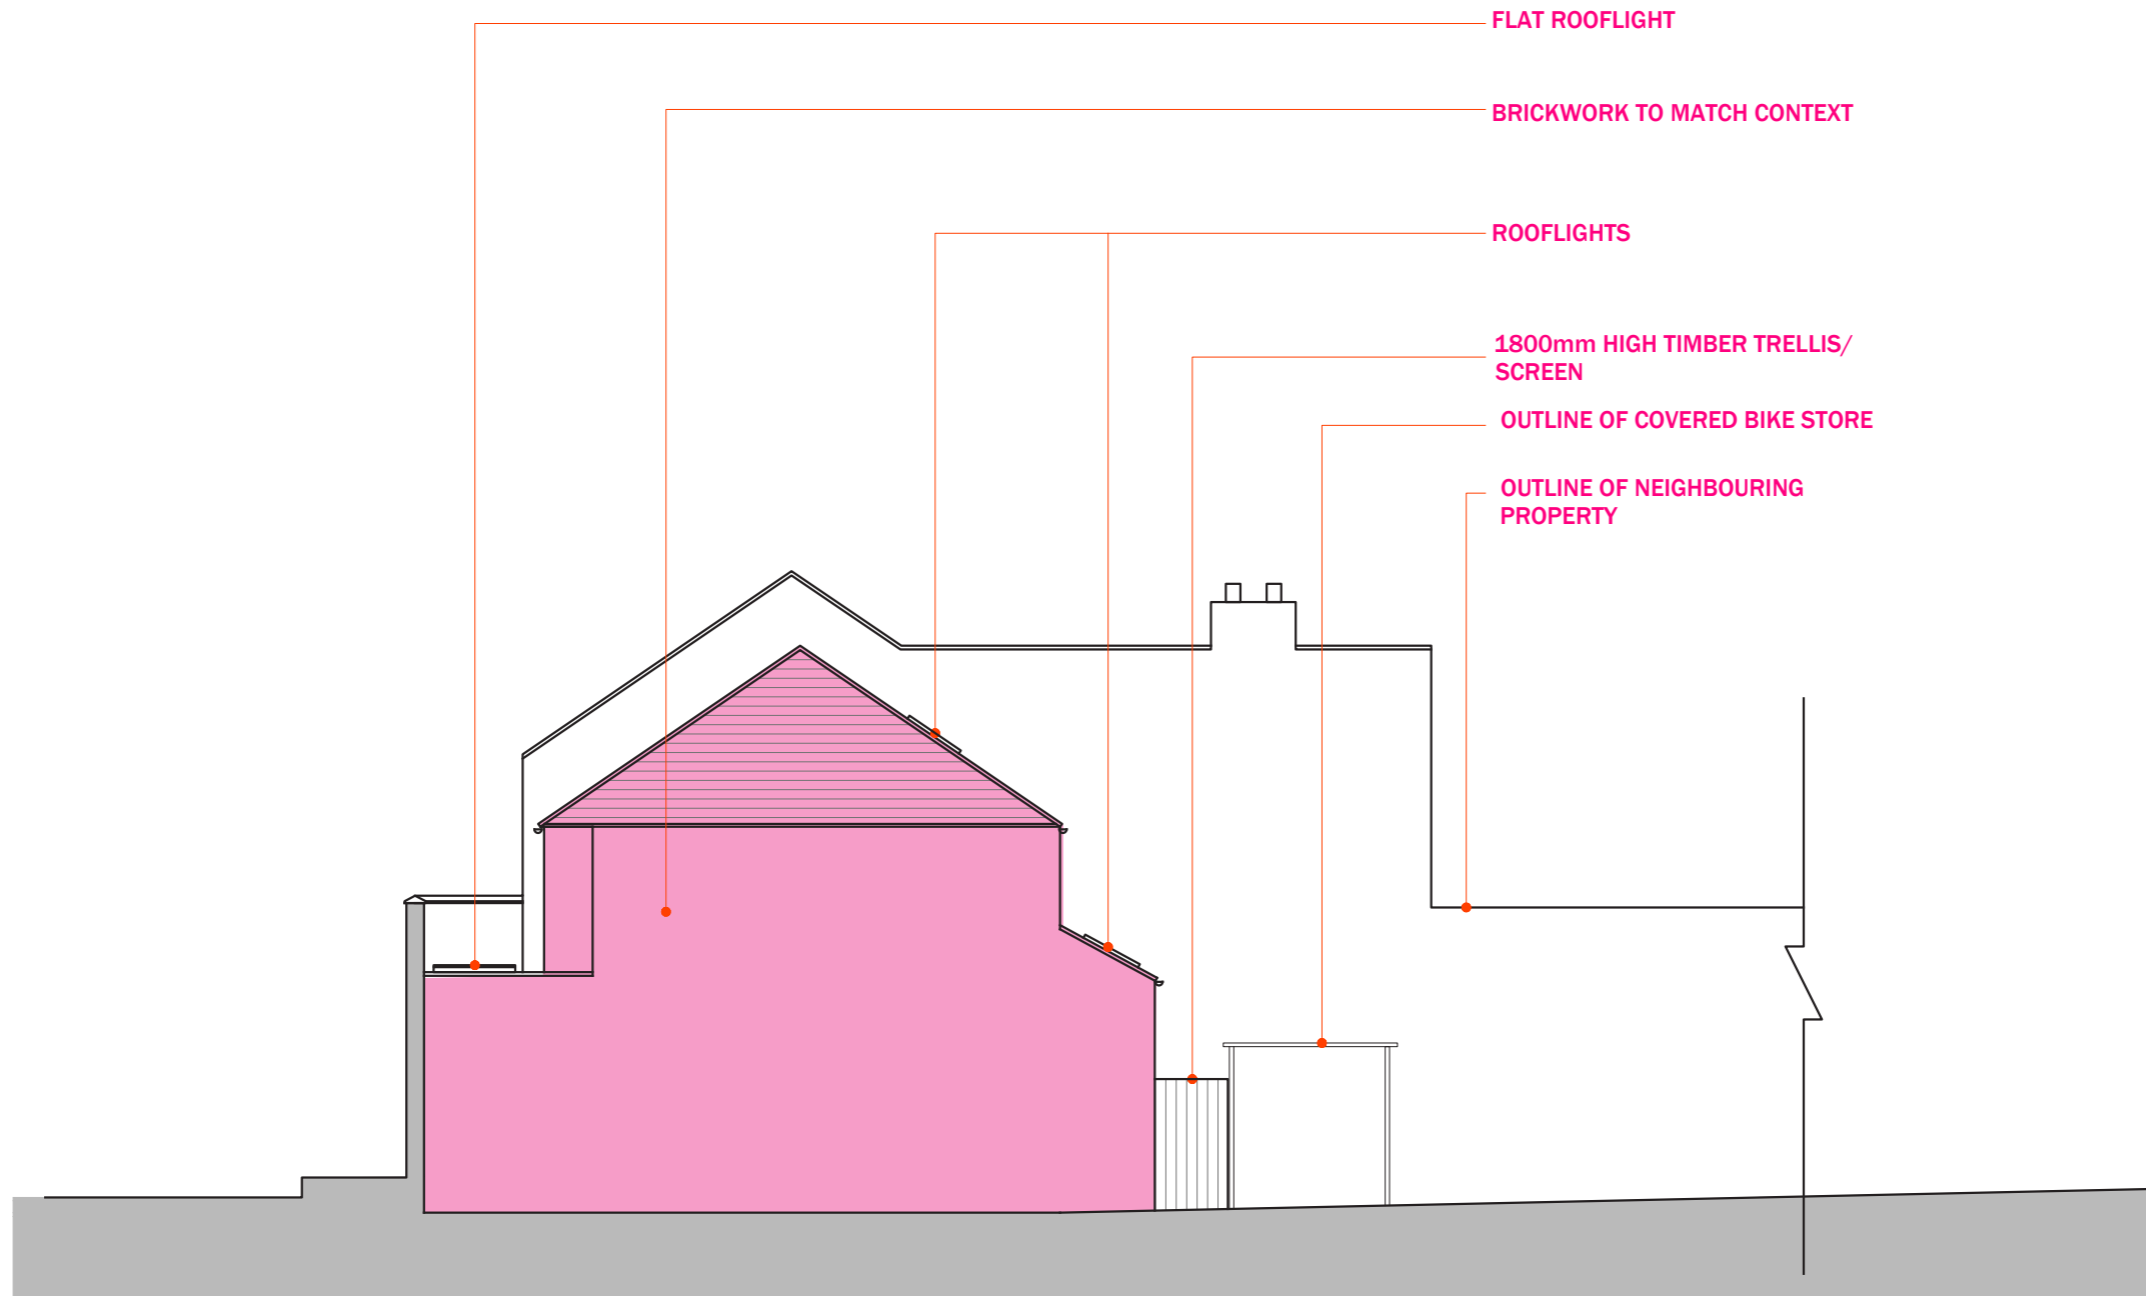 FLAT ROOFLIGHT
BRICKWORK TO MATCH CONTEXT
ROOFLIGHTS
1800mm HIGH TIMBER TRELLIS/
SCREEN
OUTLINE OF COVERED BIKE STORE
OUTLINE OF NEIGHBOURING
PROPERTY